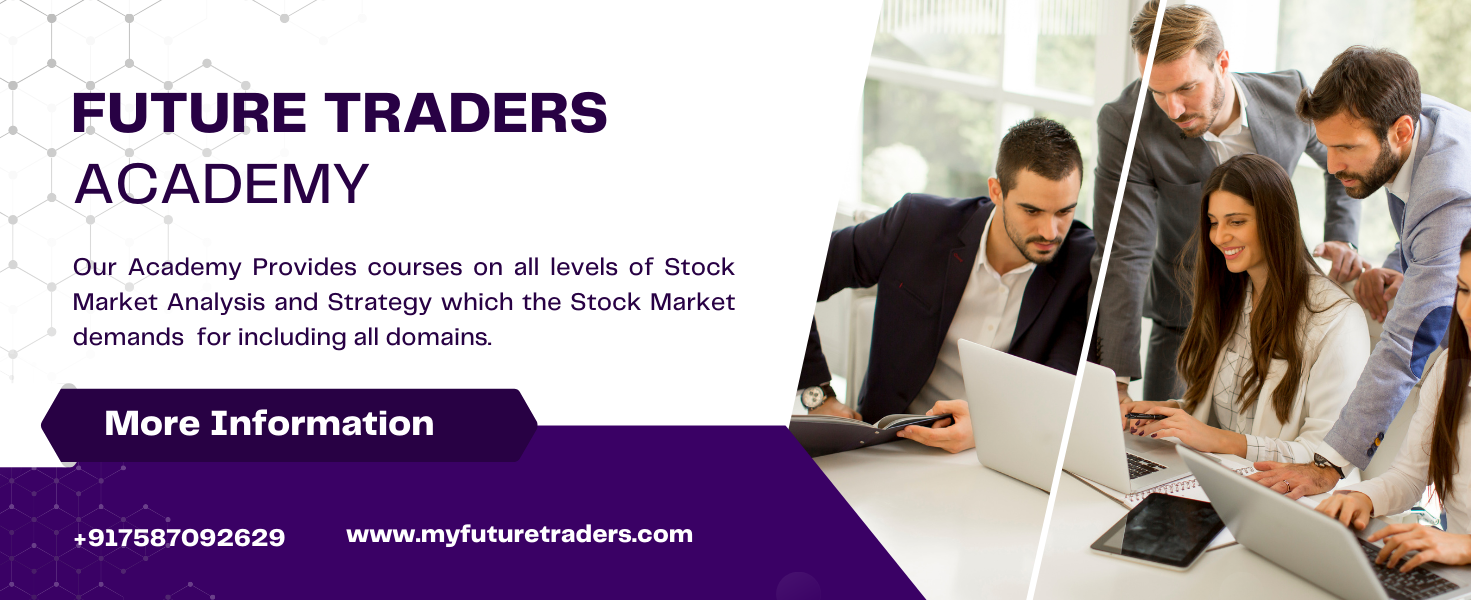 FUTURE TRADERS
ACADEMY
Our Academy Provides courses on all levels of Stock
Market Analysis and Strategy which the Stock Market
demands for including all domains.
More Information
+917587092629
www.myfuturetraders.com